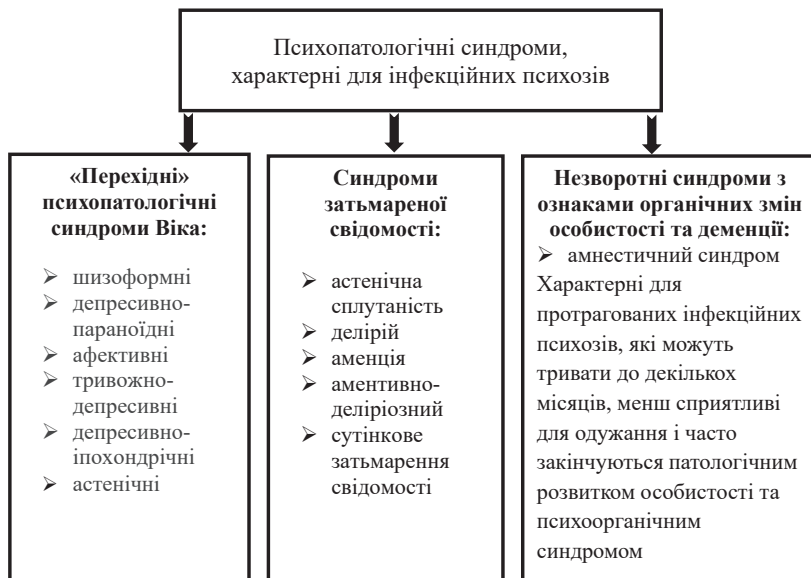 Психопатологічні синдроми,
характерні для інфекційних психозів
«Перехідні»
психопатологічні
синдроми Віка:
➢ шизоформні
➢ депресивно-
параноїдні
➢ афективні
➢ тривожно-
депресивні
➢ депресивно-
іпохондрічні
➢ астенічні
Синдроми
затьмареної
свідомості:
➢ астенічна
сплутаність
➢ делірій
➢ аменція
➢ аментивно-
деліріозний
➢ сутінкове
затьмарення
свідомості
Незворотні синдроми з
ознаками органічних змін
особистості та деменції:
➢ амнестичний синдром
Характерні для
протрагованих інфекційних
психозів, які можуть
тривати до декількох
місяців, менш сприятливі
для одужання і часто
закінчуються патологічним
розвитком особистості та
психоорганічним
синдромом